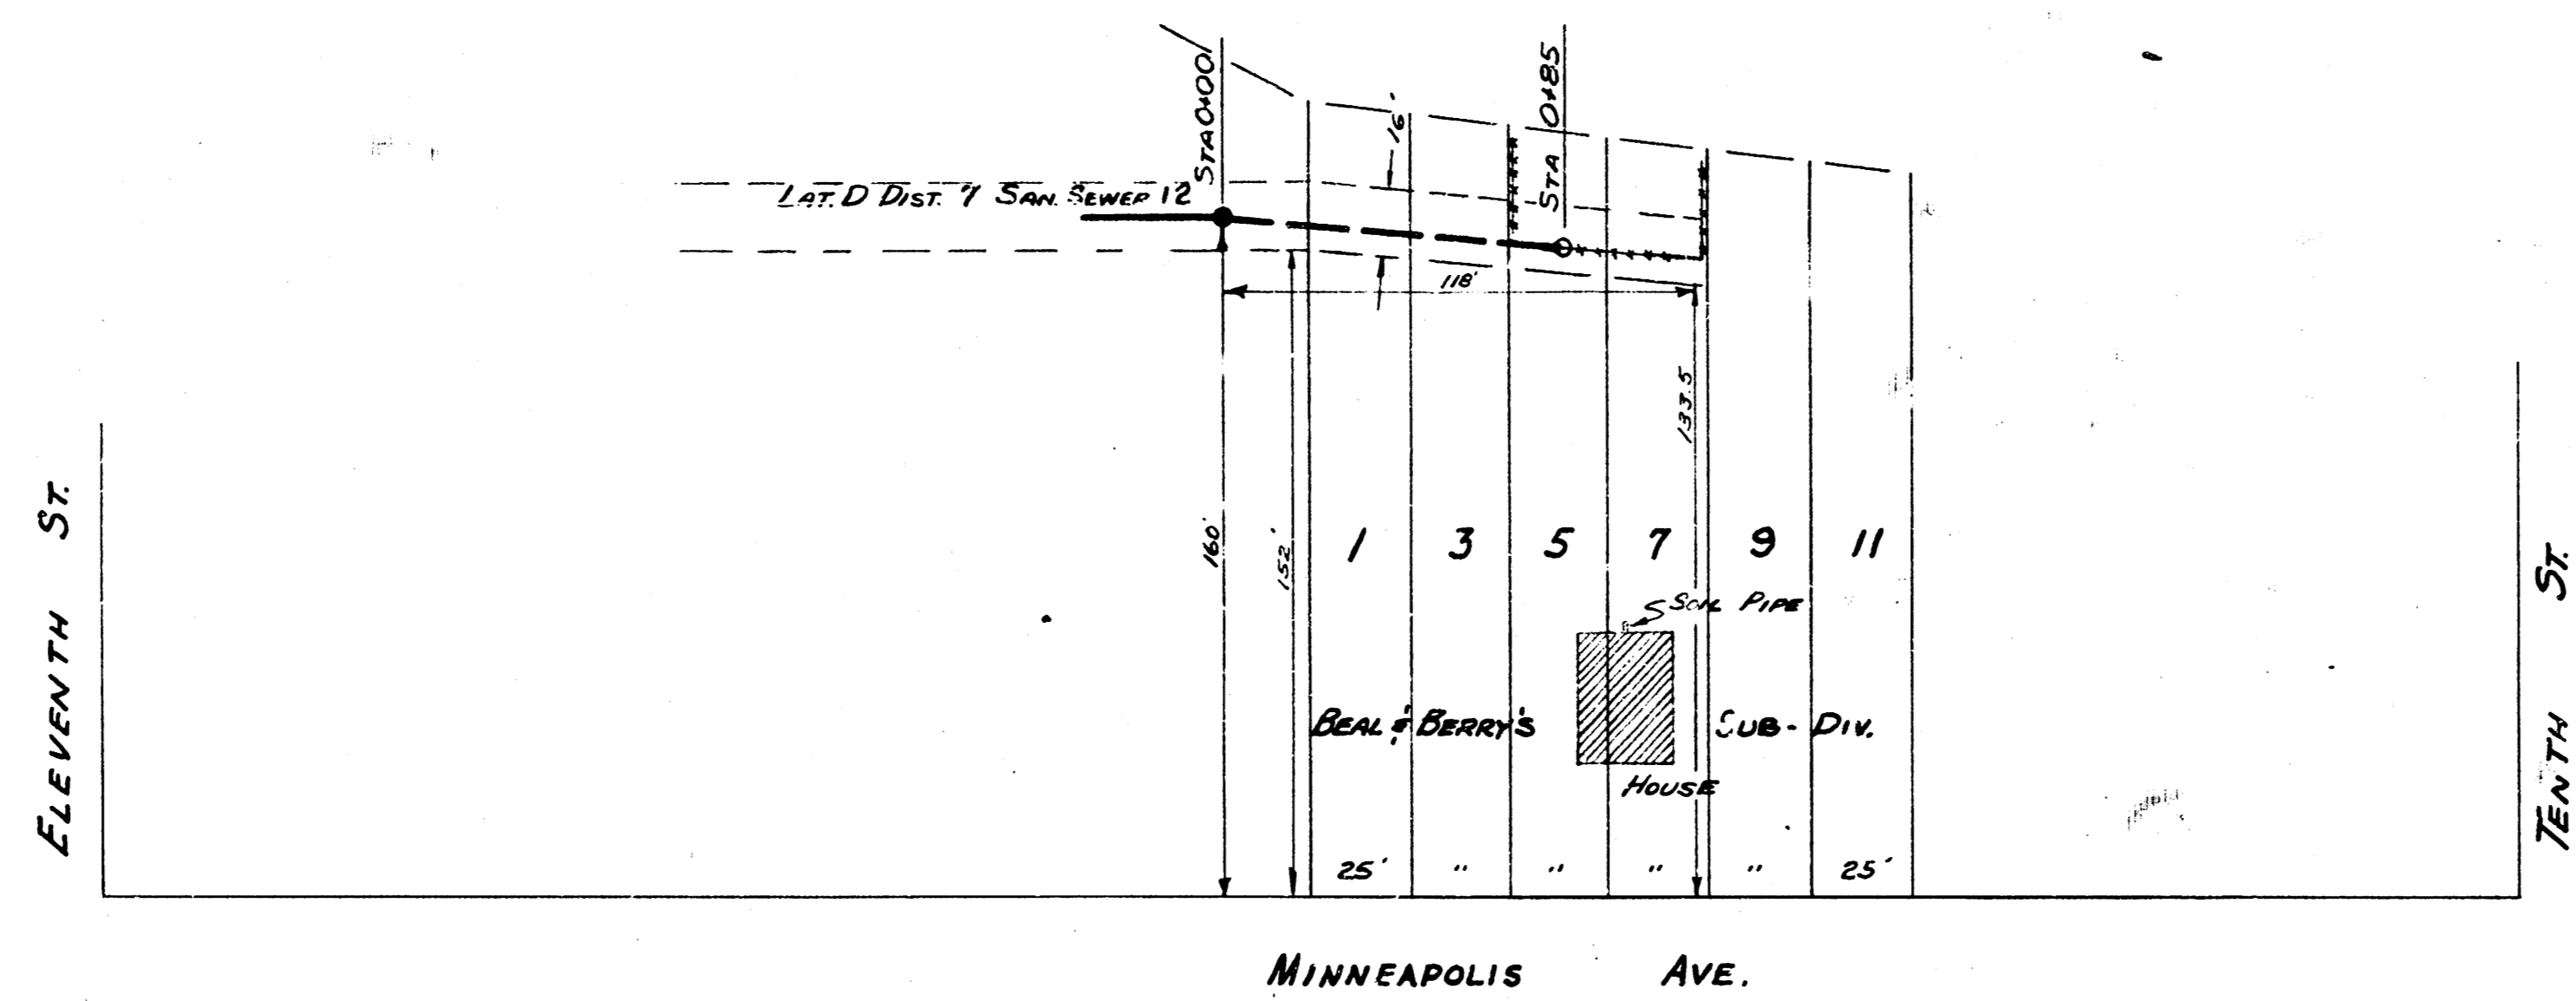 STA 0+00
STA 0+85
16'
LAT. D DIST. 7 SAN. SEWER 12
118'
133.5
160'
152'
1 3 5 7 9 11
SOIL PIPE
BEAL & BERRY'S SUB-DIV.
HOUSE
25' " " " " 25'
ELEVENTH ST.
TENTH ST.
MINNEAPOLIS AVE.